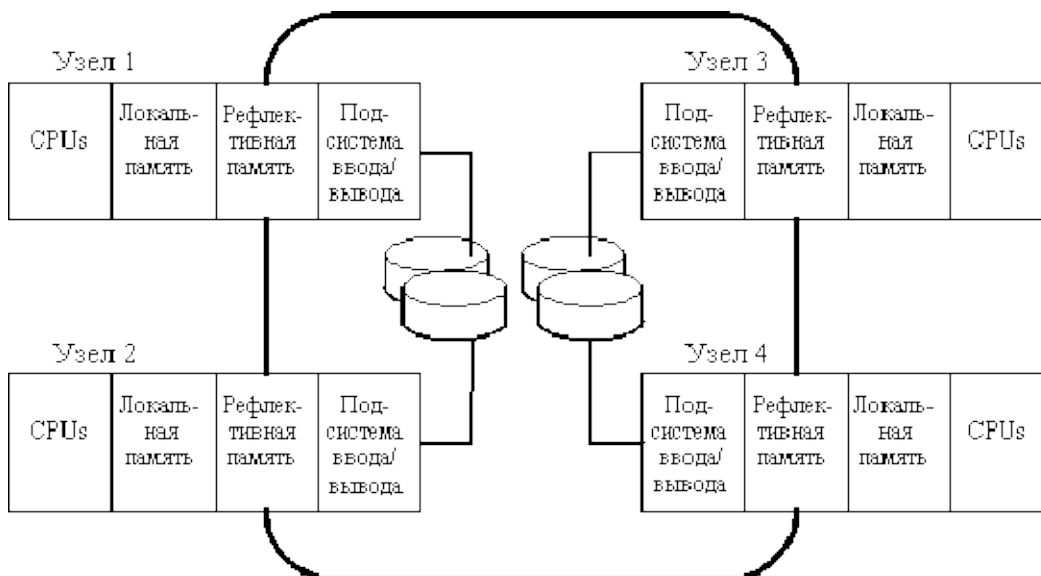 Узел 1
CPUs
Локаль-
ная
память
Рефлек-
тивная
память
Под-
система
ввода/
вывода
Узел 3
Под-
система
ввода/
вывода
Рефлек-
тивная
память
Локаль-
ная
память
CPUs
Узел 2
CPUs
Локаль-
ная
память
Рефлек-
тивная
память
Под-
система
ввода/
вывода
Узел 4
Под-
система
ввода/
вывода
Рефлек-
тивная
память
Локаль-
ная
память
CPUs